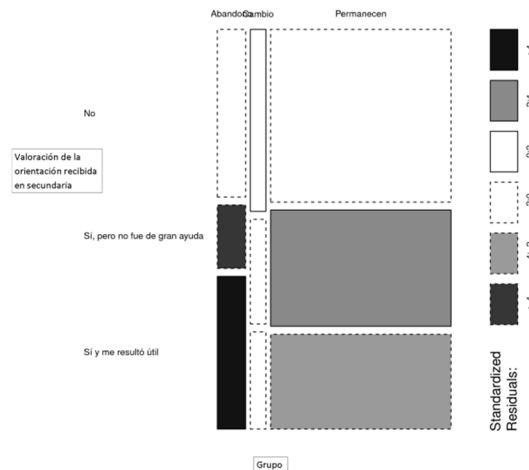 Abandono Cambio Permanecen
No
Valoración de la
orientación recibida
en secundaria
Sí, pero no fue de gran ayuda
Sí y me resultó útil
Standardized
Residuals:
Grupo